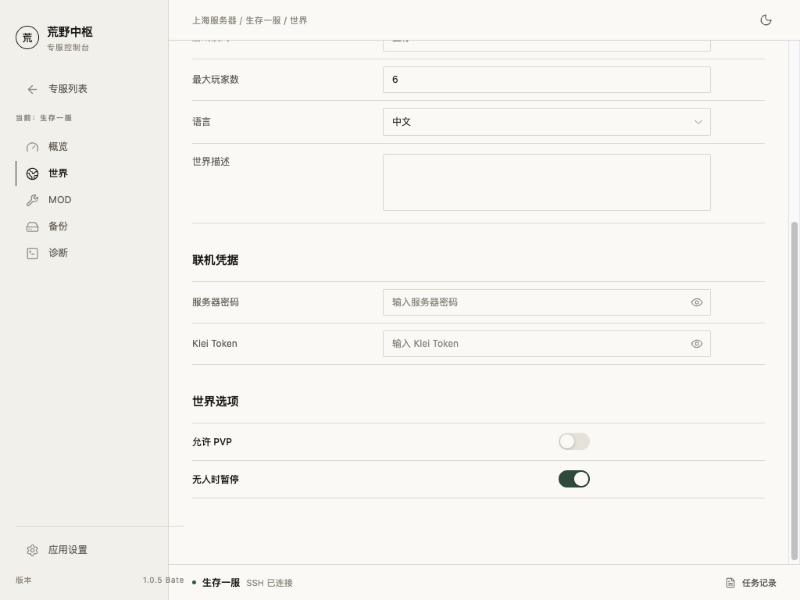 荒
荒野中枢
专服控制台
专服列表
当前：生存一服
概览
世界
MOD
备份
诊断
应用设置
版本
1.0.5 Bate
上海服务器 / 生存一服 / 世界
最大玩家数
6
语言
中文
世界描述
联机凭据
服务器密码
输入服务器密码
Klei Token
输入 Klei Token
世界选项
允许 PVP
无人时暂停
生存一服 SSH 已连接
任务记录